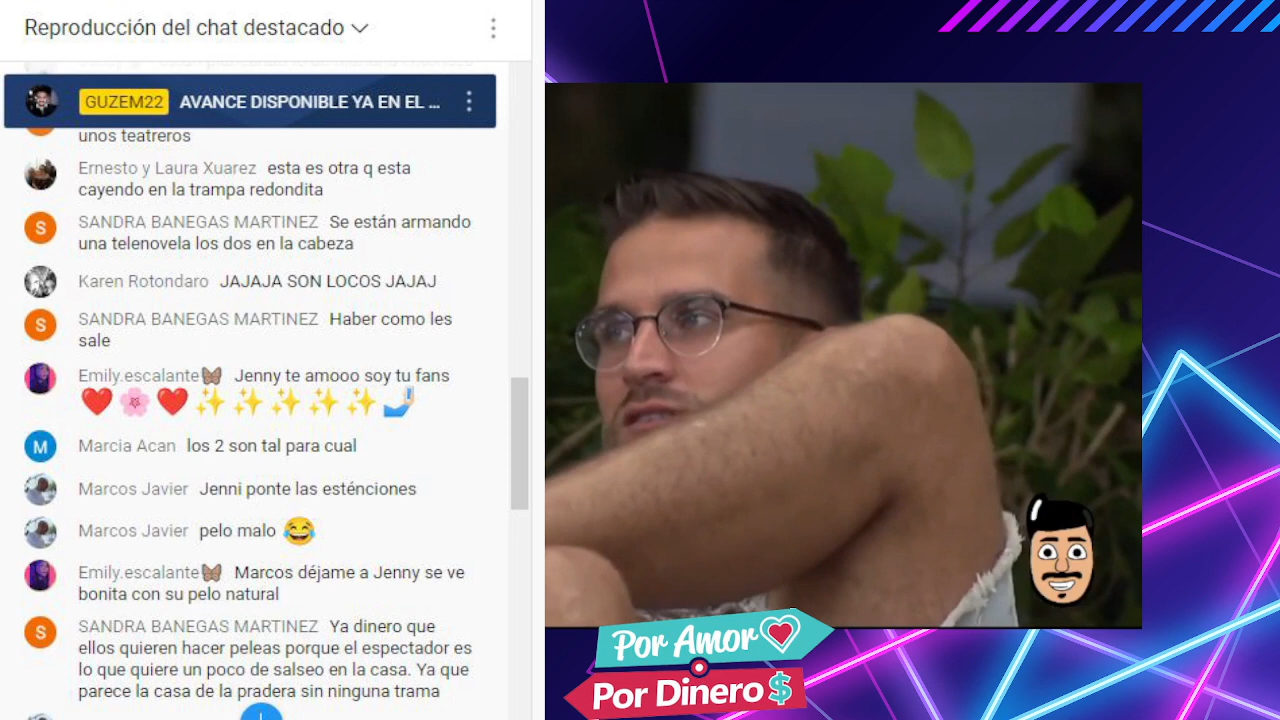 Reproducción del chat destacado
GUZEM22 AVANCE DISPONIBLE YA EN EL ...
unos teatreros
Ernesto y Laura Xuarez esta es otra q esta
cayendo en la trampa redondita
S SANDRA BANEGAS MARTINEZ Se están armando
una telenovela los dos en la cabeza
Karen Rotondaro JAJAJA SON LOCOS JAJAJ
S SANDRA BANEGAS MARTINEZ Haber como les
sale
Emily.escalante🦋 Jenny te amooo soy tu fans
❤️🌸❤️✨✨✨✨✨🤳
M Marcia Acan los 2 son tal para cual
Marcos Javier Jenni ponte las esténciones
Marcos Javier pelo malo 😂
Emily.escalante🦋 Marcos déjame a Jenny se ve
bonita con su pelo natural
S SANDRA BANEGAS MARTINEZ Ya dinero que
ellos quieren hacer peleas porque el espectador es
lo que quiere un poco de salseo en la casa. Ya que
parece la casa de la pradera sin ninguna trama
Por Amor
Por Dinero $